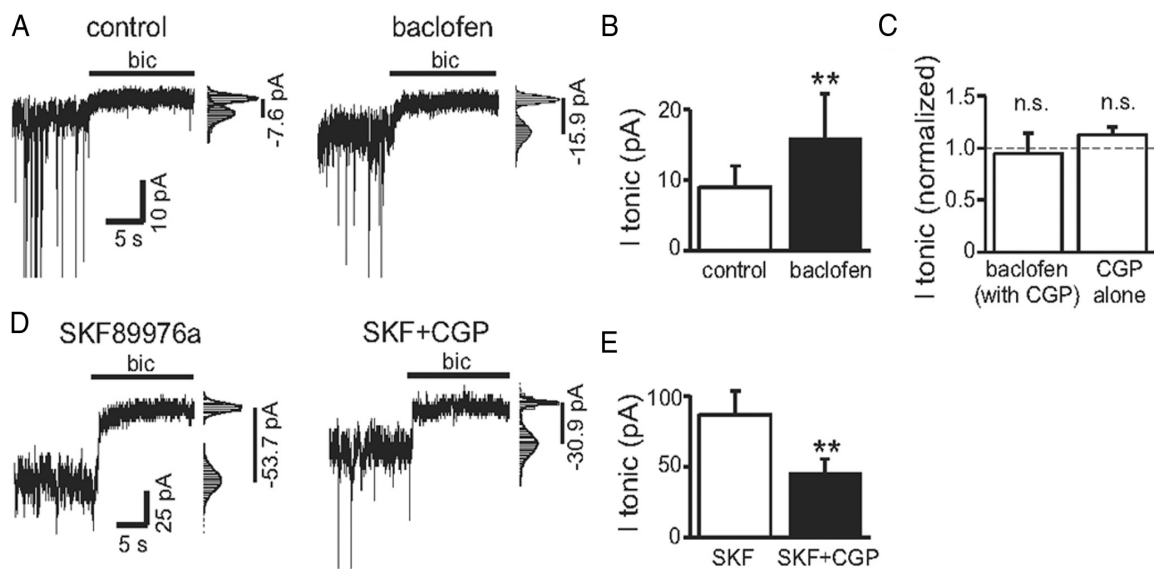 A
control
bic
-7.6 pA
10 pA
5 s
baclofen
bic
-15.9 pA
B
I tonic (pA)
20
10
0
**
control
baclofen
C
I tonic (normalized)
1.5
1.0
0.5
0
n.s.
n.s.
baclofen
(with CGP)
CGP
alone
D
SKF89976a
bic
-53.7 pA
25 pA
5 s
SKF+CGP
bic
-30.9 pA
E
I tonic (pA)
100
50
0
**
SKF
SKF+CGP